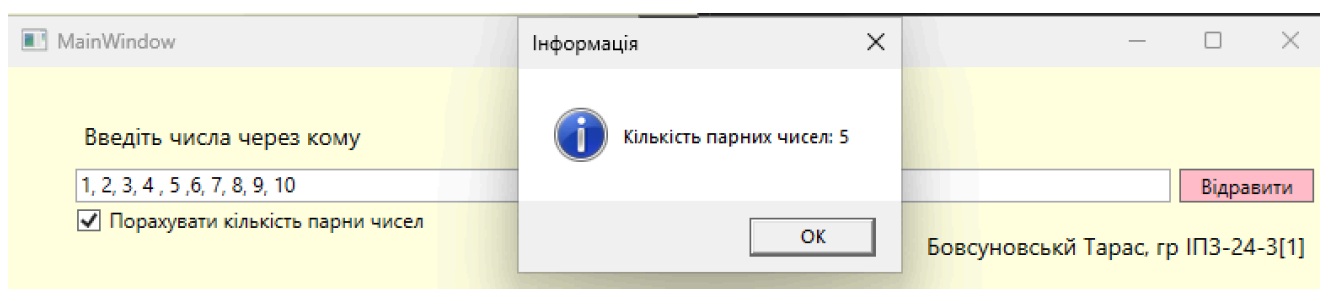 MainWindow
Інформація
Введіть числа через кому
Кількість парних чисел: 5
1, 2, 3, 4 , 5 ,6, 7, 8, 9, 10
Відравити
Порахувати кількість парни чисел
OK
Бовсуновськй Тарас, гр ІПЗ-24-3[1]